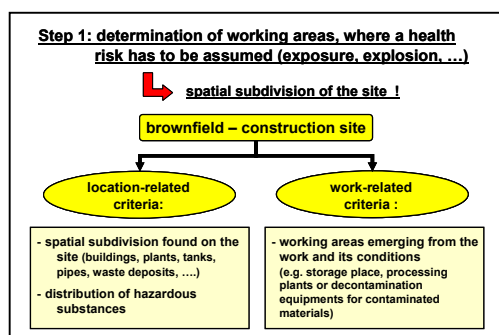 Step 1: determination of working areas, where a health
risk has to be assumed (exposure, explosion, …)
spatial subdivision of the site !
brownfield – construction site
location-related
criteria:
work-related
criteria :
- spatial subdivision found on the
site (buildings, plants, tanks,
pipes, waste deposits, ….)
- distribution of hazardous
substances
- working areas emerging from the
work and its conditions
(e.g. storage place, processing
plants or decontamination
equipments for contaminated
materials)